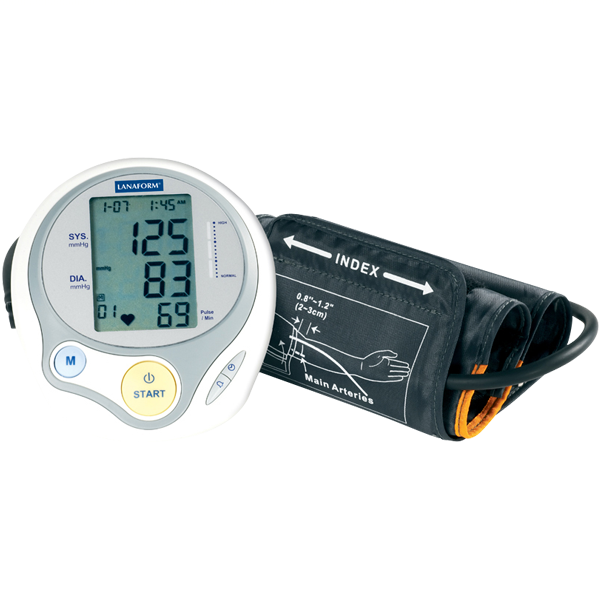 LANAFORM®
1-07 1:45 AM
SYS.
mmHg
125
HIGH
DIA.
mmHg
83
NORMAL
01 69
Pulse
/ Min
M
START
INDEX
0.8"~1.2"
(2~3cm)
Main Arteries